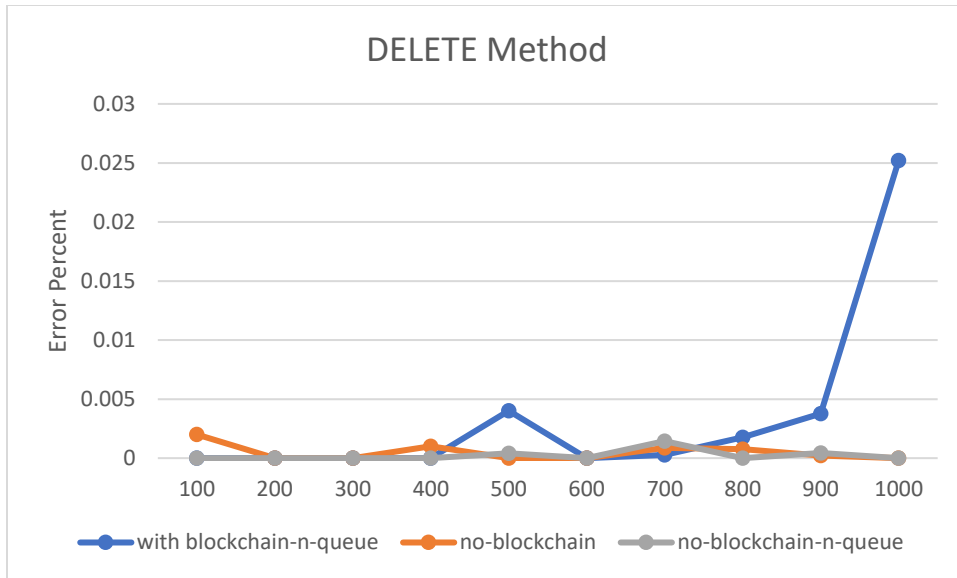 DELETE Method
Error Percent
0.03
0.025
0.02
0.015
0.01
0.005
0
100 200 300 400 500 600 700 800 900 1000
with blockchain-n-queue no-blockchain no-blockchain-n-queue